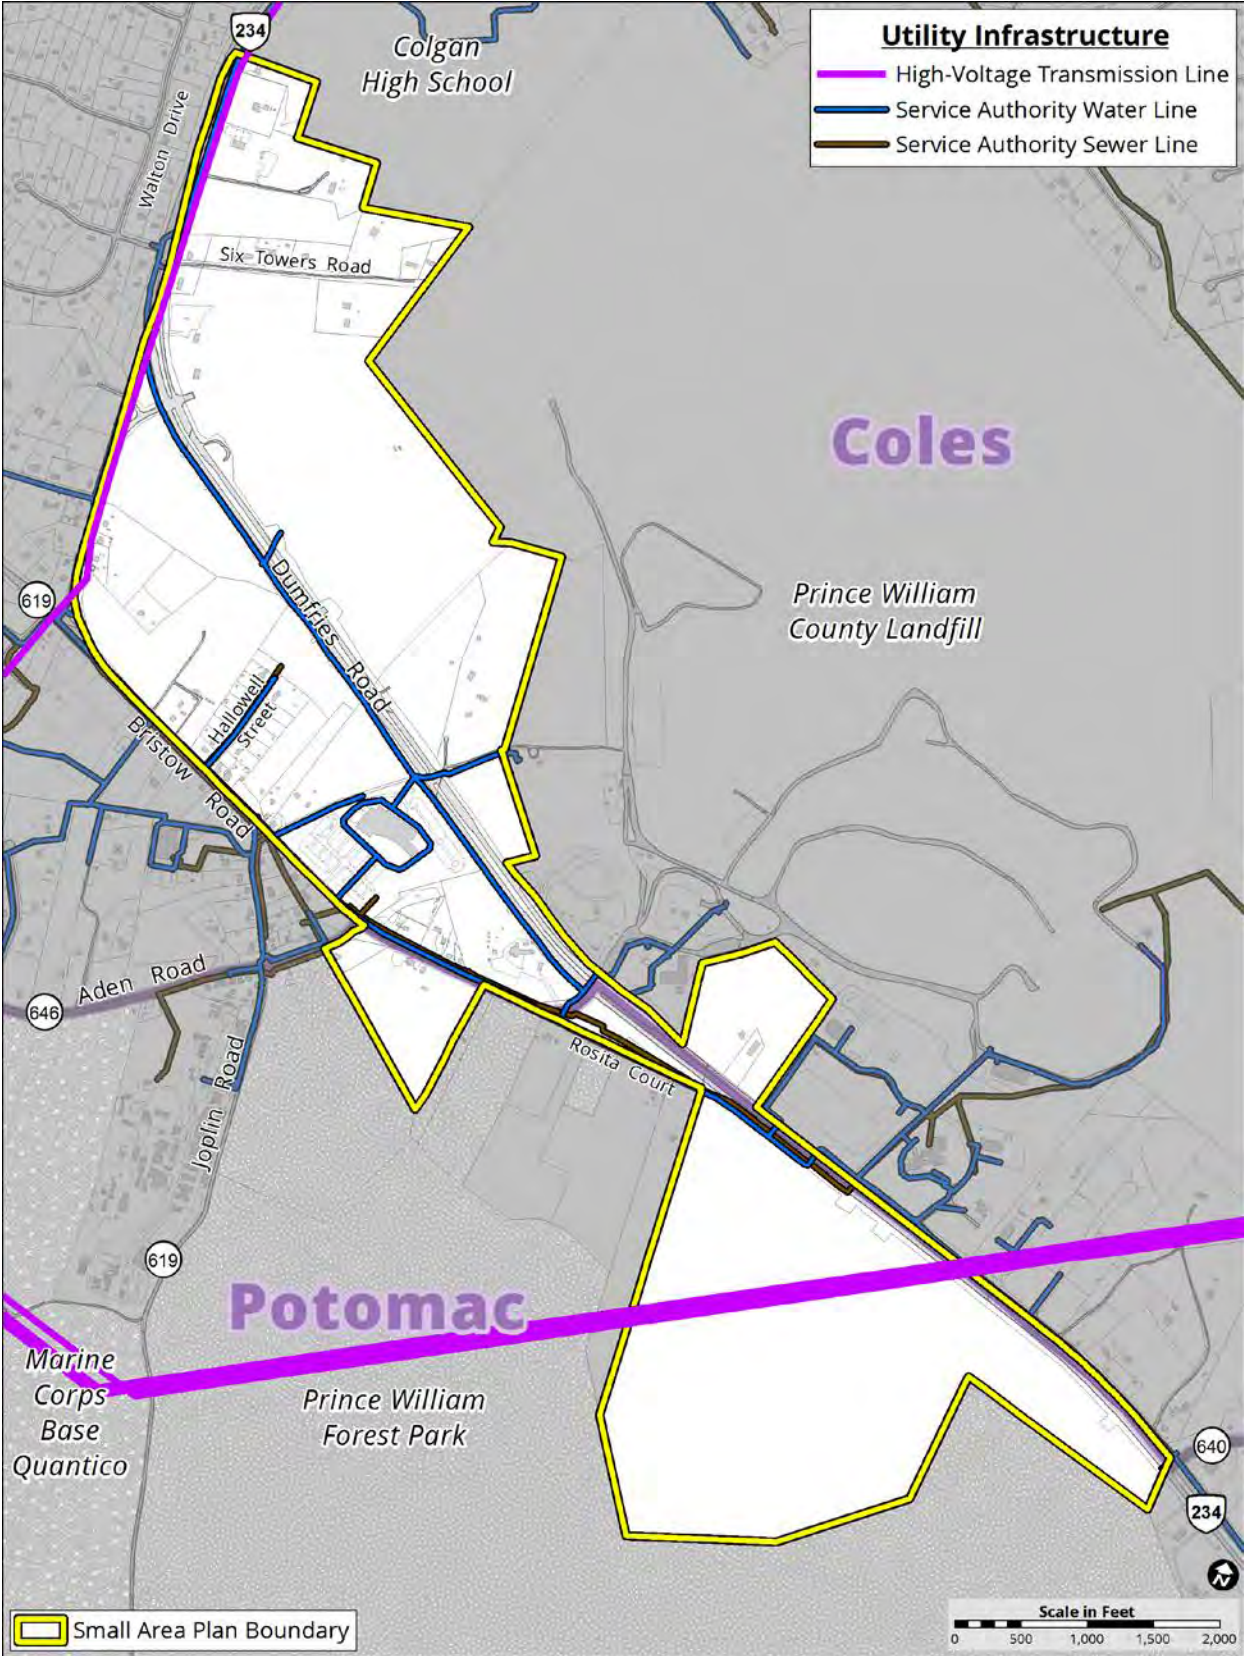 234
Colgan
High School
Utility Infrastructure
High-Voltage Transmission Line
Service Authority Water Line
Service Authority Sewer Line
Walton Drive
Six Towers Road
Coles
619
Prince William
County Landfill
Dumfries Road
Hallowell
Street
Bristow Road
Aden Road
646
Rosita Court
Joplin Road
619
Potomac
Marine
Corps
Base
Quantico
Prince William
Forest Park
640
234
N
Small Area Plan Boundary
Scale in Feet
0 500 1,000 1,500 2,000